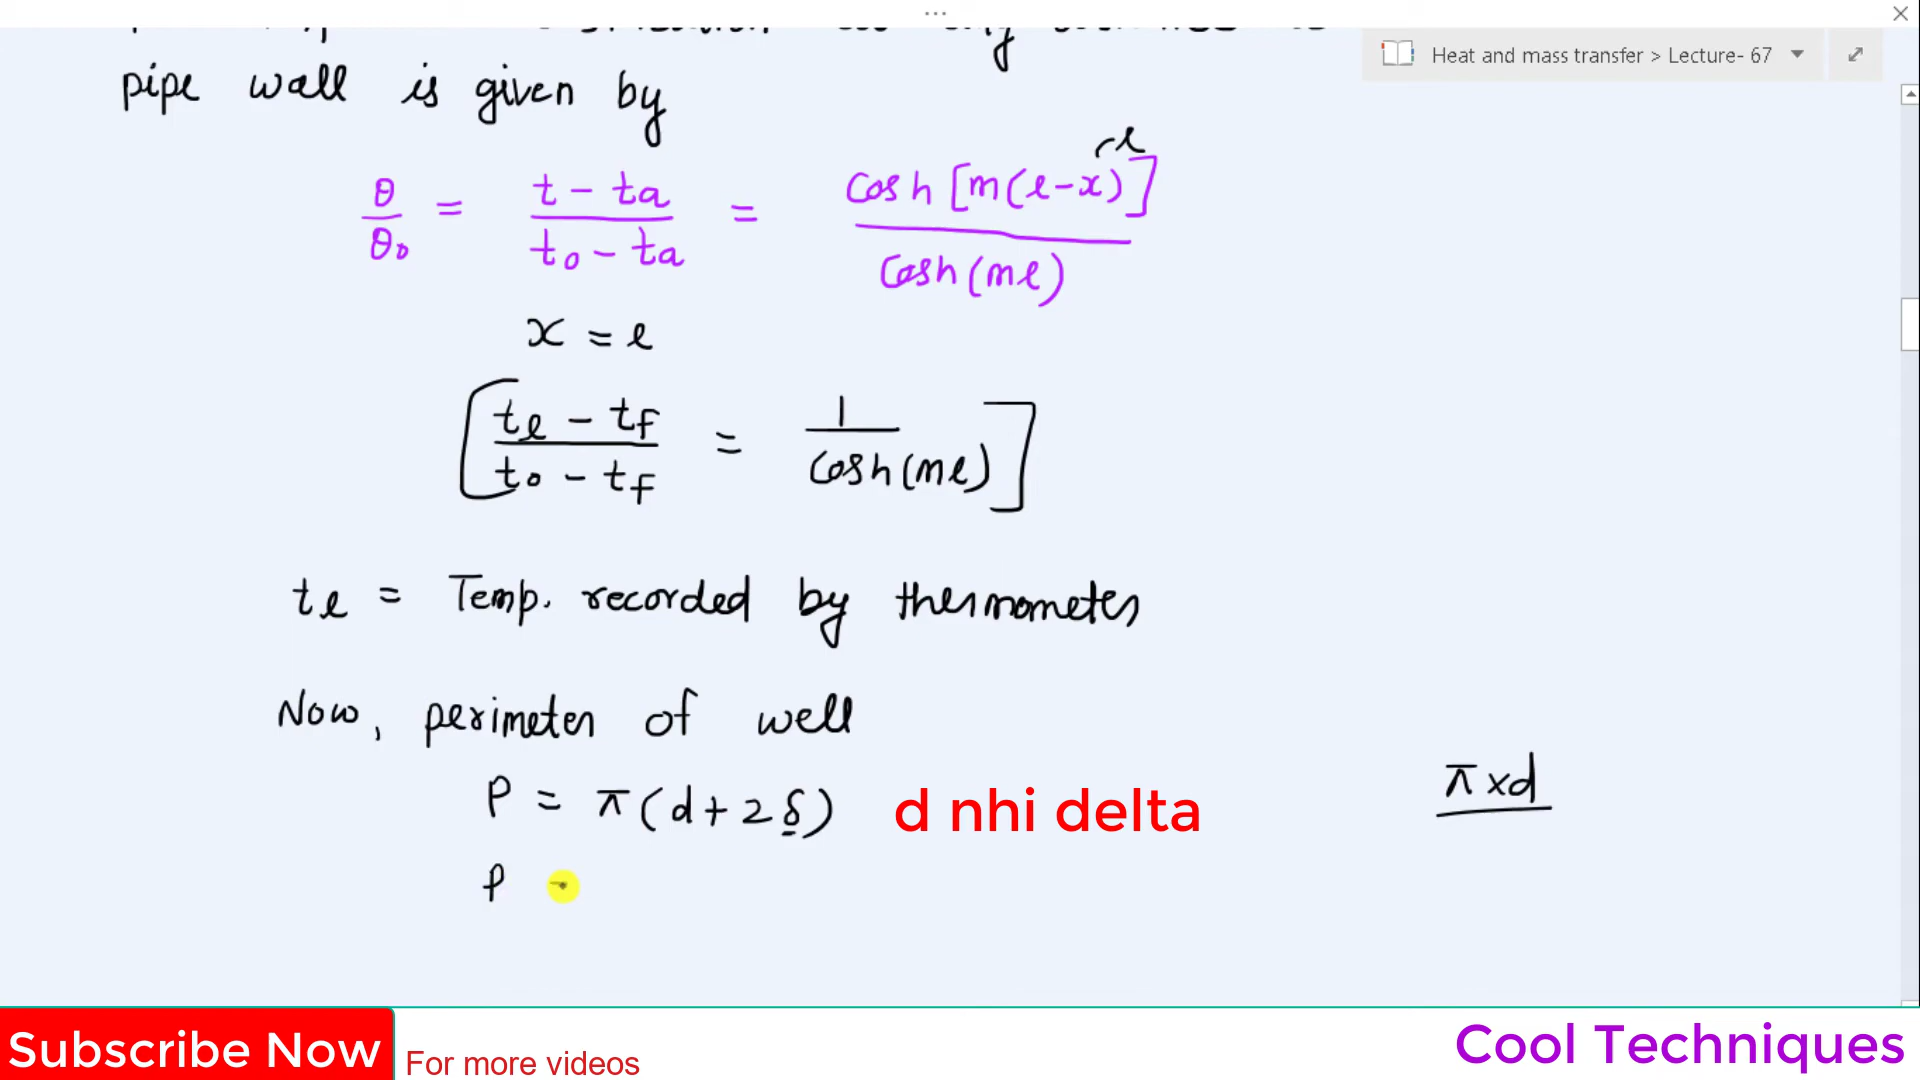 Heat and mass transfer > Lecture- 67
pipe wall is given by
θ/θ₀ = (t - ta)/(t₀ - ta) = cosh[m(l-x)]/cosh(ml)
l
x = l
[(tl - tf)/(t₀ - tf) = 1/cosh(ml)]
tl = Temp. recorded by thermometer
Now, perimeter of well
P = π(d+2δ) d nhi delta
π×d
P =
Subscribe Now For more videos
Cool Techniques